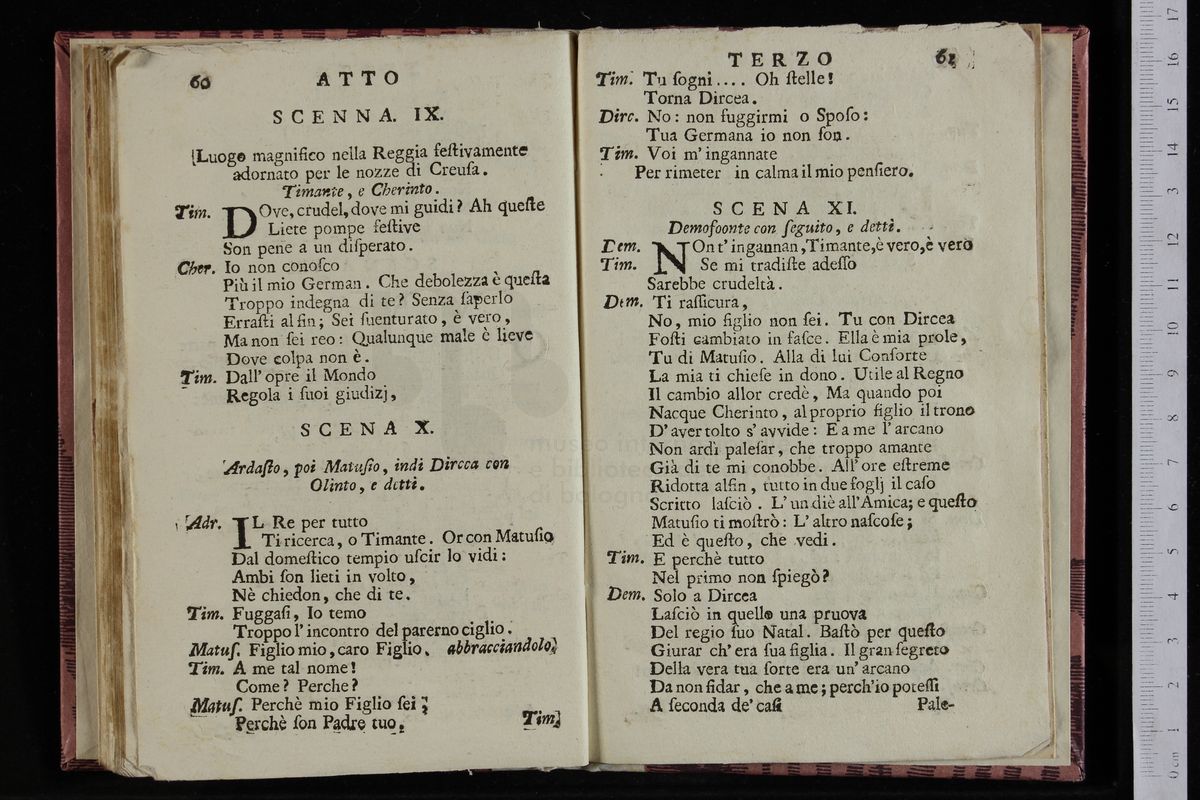 60 ATTO
SCENNA. IX.
Luogo magnifico nella Reggia feſtivamente
adornato per le nozze di Creuſa.
Timante, e Cherinto.
Tim. DOve, crudel, dove mi guidi? Ah queſte
Liete pompe feſtive
Son pene a un diſperato.
Cher. Io non conoſco
Più il mio German. Che debolezza è queſta
Troppo indegna di te? Senza ſaperlo
Erraſti al fin; Sei ſuenturato, è vero,
Ma non ſei reo: Qualunque male è lieve
Dove colpa non è.
Tim. Dall' opre il Mondo
Regola i ſuoi giudizj,
SCENA X.
Ardaſto, poi Matuſio, indi Dircea con
Olinto, e detti.
Adr. IL Re per tutto
Ti ricerca, o Timante. Or con Matuſio
Dal domeſtico tempio uſcir lo vidi:
Ambi ſon lieti in volto,
Nè chiedon, che di te.
Tim. Fuggaſi, Io temo
Troppo l' incontro del parerno ciglio.
Matuſ. Figlio mio, caro Figlio. abbracciandolo.
Tim. A me tal nome!
Come? Perche?
Matuſ. Perchè mio Figlio ſei;
Perchè ſon Padre tuo.
Tim.
TERZO 61
Tim. Tu ſogni.... Oh ſtelle!
Torna Dircea.
Dirc. No: non fuggirmi o Spoſo:
Tua Germana io non ſon.
Tim. Voi m' ingannate
Per rimeter in calma il mio penſiero.
SCENA XI.
Demofoonte con ſeguito, e detti.
Dem. NOn t' ingannan, Timante, è vero, è vero
Tim. Se mi tradiſte adeſſo
Sarebbe crudeltà.
Dem. Ti raſſicura,
No, mio figlio non ſei. Tu con Dircea
Foſti cambiato in faſce. Ella è mia prole,
Tu di Matuſio. Alla di lui Conſorte
La mia ti chieſe in dono. Utile al Regno
Il cambio allor credè, Ma quando poi
Nacque Cherinto, al proprio figlio il trono
D' aver tolto s' avvide: E a me l' arcano
Non ardì paleſar, che troppo amante
Già di te mi conobbe. All' ore eſtreme
Ridotta alfin, tutto in due foglj il caſo
Scritto laſciò. L' un diè all' Amica; e queſto
Matuſio ti moſtrò: L' altro naſcoſe;
Ed è queſto, che vedi.
Tim. E perchè tutto
Nel primo non ſpiegò?
Dem. Solo a Dircea
Laſciò in quello una pruova
Del regio ſuo Natal. Baſtò per queſto
Giurar ch' era ſua figlia. Il gran ſegreto
Della vera tua ſorte era un' arcano
Da non fidar, che a me; perch' io poteſſi
A ſeconda de' caſi
Pale-